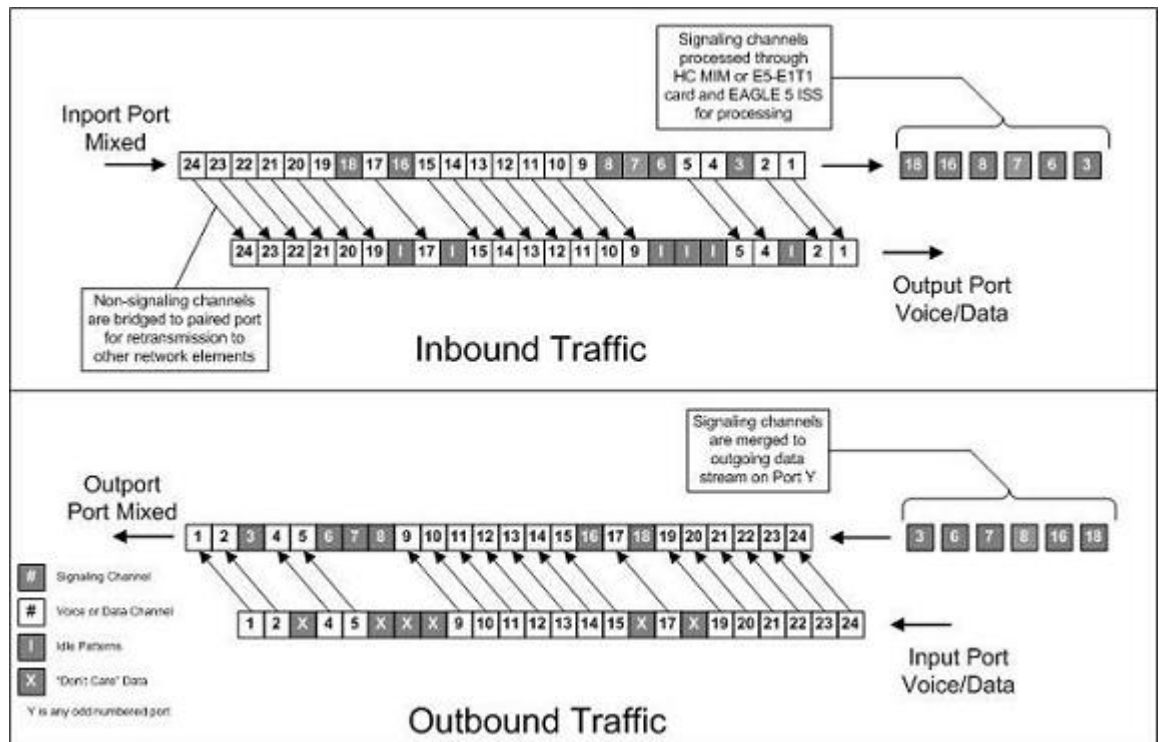 Signaling channels
processed through
HC MIM or E5-E1T1
card and EAGLE 5 ISS
for processing
Inport Port
Mixed
24 23 22 21 20 19 18 17 16 15 14 13 12 11 10 9 8 7 6 5 4 3 2 1
18 16 8 7 6 3
24 23 22 21 20 19 I 17 I 15 14 13 12 11 10 9 I I I 5 4 I 2 1
Non-signaling channels
are bridged to paired port
for retransmission to
other network elements
Output Port
Voice/Data
Inbound Traffic
Signaling channels
are merged to
outgoing data
stream on Port Y
Outport
Port Mixed
1 2 3 4 5 6 7 8 9 10 11 12 13 14 15 16 17 18 19 20 21 22 23 24
3 6 7 8 16 18
# Signaling Channel
# Voice or Data Channel
I Idle Patterns
X "Don't Care" Data
Y is any odd-numbered port
1 2 X 4 5 X X X 9 10 11 12 13 14 15 X 17 X 19 20 21 22 23 24
Input Port
Voice/Data
Outbound Traffic